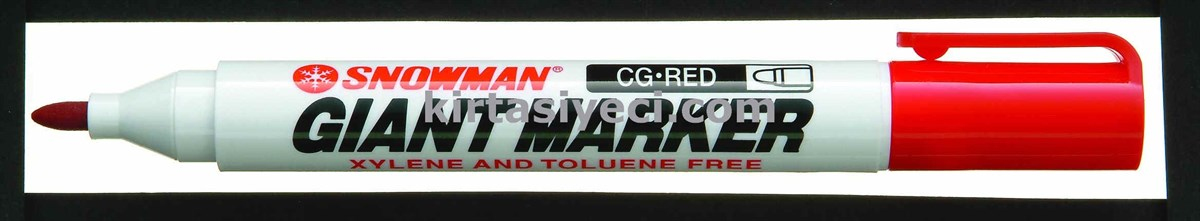 SNOWMAN® CG•RED
GIANT MARKER
kirtasiyeci.com
XYLENE AND TOLUENE FREE